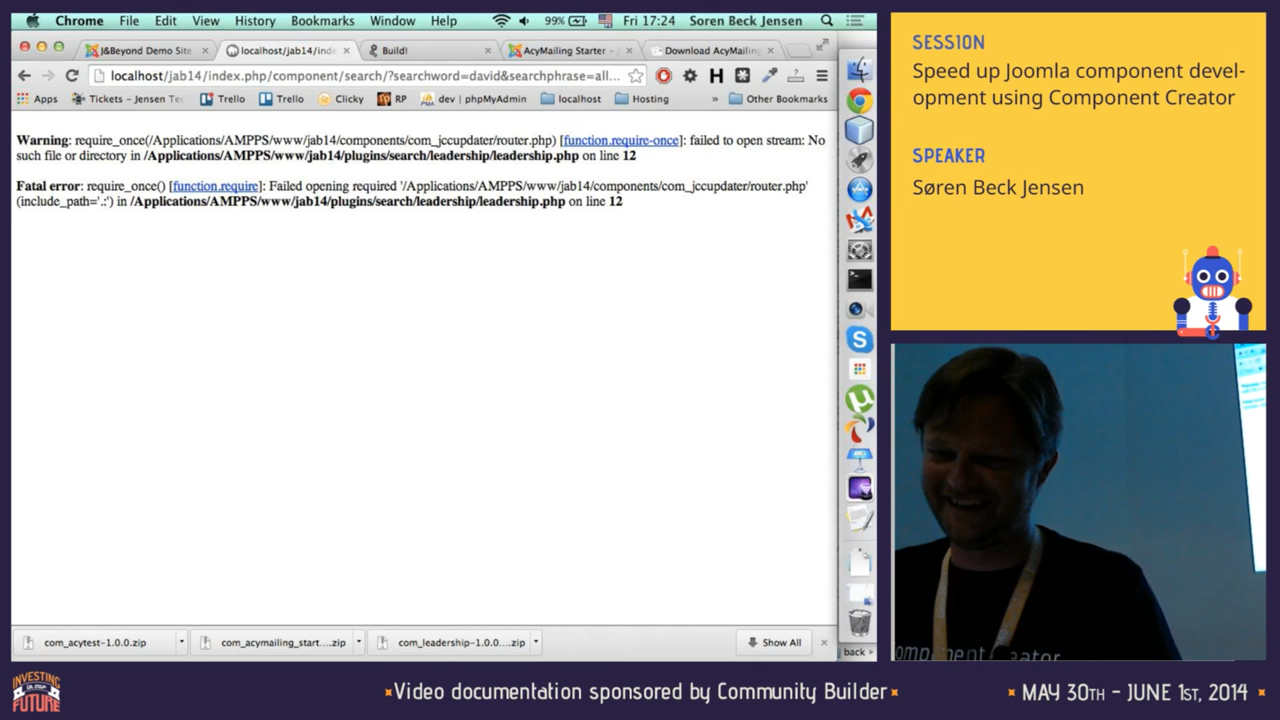 Chrome File Edit View History Bookmarks Window Help 99% Fri 17:24 Soren Beck Jensen
J&Beyond Demo Site × localhost/jab14/inde × Build! × AcyMailing Starter - × Download AcyMailing ×
localhost/jab14/index.php/component/search/?searchword=david&searchphrase=all...
Apps Tickets - Jensen Tec Trello Trello Clicky RP dev | phpMyAdmin localhost Hosting » Other Bookmarks
Warning: require_once(/Applications/AMPPS/www/jab14/components/com_jccupdater/router.php) [function.require-once]: failed to open stream: No
such file or directory in /Applications/AMPPS/www/jab14/plugins/search/leadership/leadership.php on line 12
Fatal error: require_once() [function.require]: Failed opening required '/Applications/AMPPS/www/jab14/components/com_jccupdater/router.php'
(include_path='.:') in /Applications/AMPPS/www/jab14/plugins/search/leadership/leadership.php on line 12
com_acytest-1.0.0.zip com_acymailing_start....zip com_leadership-1.0.0....zip Show All ×
back
SESSION
Speed up Joomla component devel-
opment using Component Creator
SPEAKER
Søren Beck Jensen
omponent Creator
INVESTING
IN OUR
FUTURE
Video documentation sponsored by Community Builder
MAY 30TH - JUNE 1ST, 2014